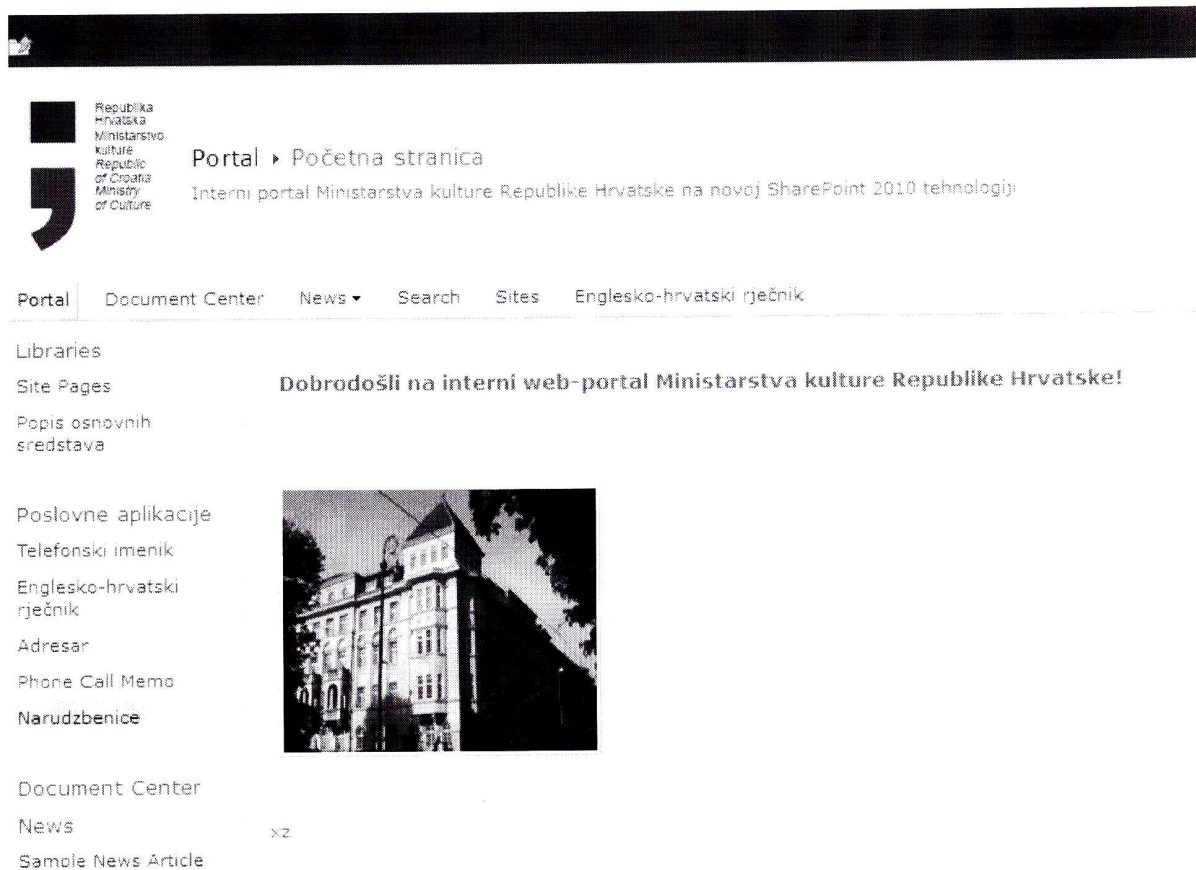 Republika
Hrvatska
Ministarstvo
kulture
Republic
of Croatia
Ministry
of Culture
Portal ▸ Početna stranica
Interni portal Ministarstva kulture Republike Hrvatske na novoj SharePoint 2010 tehnologiji
Portal Document Center News ▾ Search Sites Englesko-hrvatski rječnik
Libraries
Site Pages
Popis osnovnih
sredstava
Dobrodošli na interni web-portal Ministarstva kulture Republike Hrvatske!
Poslovne aplikacije
Telefonski imenik
Englesko-hrvatski
rječnik
Adresar
Phone Call Memo
Narudzbenice
Document Center
News
Sample News Article
xz